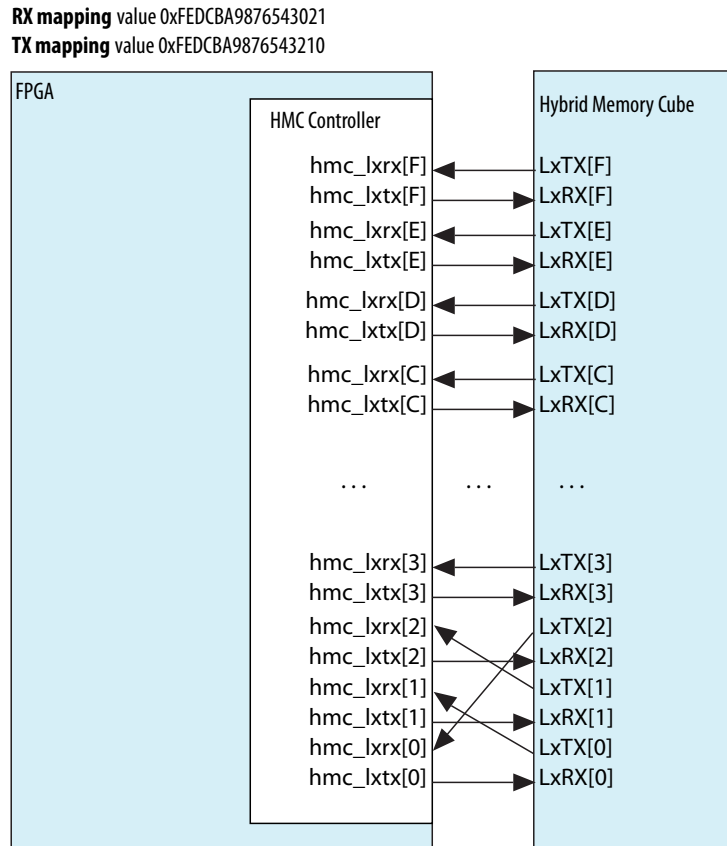 RX mapping value 0xFEDCBA9876543021
TX mapping value 0xFEDCBA9876543210
FPGA
HMC Controller
Hybrid Memory Cube
hmc_lxrx[F] LxTX[F]
hmc_lxtx[F] LxRX[F]
hmc_lxrx[E] LxTX[E]
hmc_lxtx[E] LxRX[E]
hmc_lxrx[D] LxTX[D]
hmc_lxtx[D] LxRX[D]
hmc_lxrx[C] LxTX[C]
hmc_lxtx[C] LxRX[C]
... ... ...
hmc_lxrx[3] LxTX[3]
hmc_lxtx[3] LxRX[3]
hmc_lxrx[2] LxTX[2]
hmc_lxtx[2] LxRX[2]
hmc_lxrx[1] LxTX[1]
hmc_lxtx[1] LxRX[1]
hmc_lxrx[0] LxTX[0]
hmc_lxtx[0] LxRX[0]